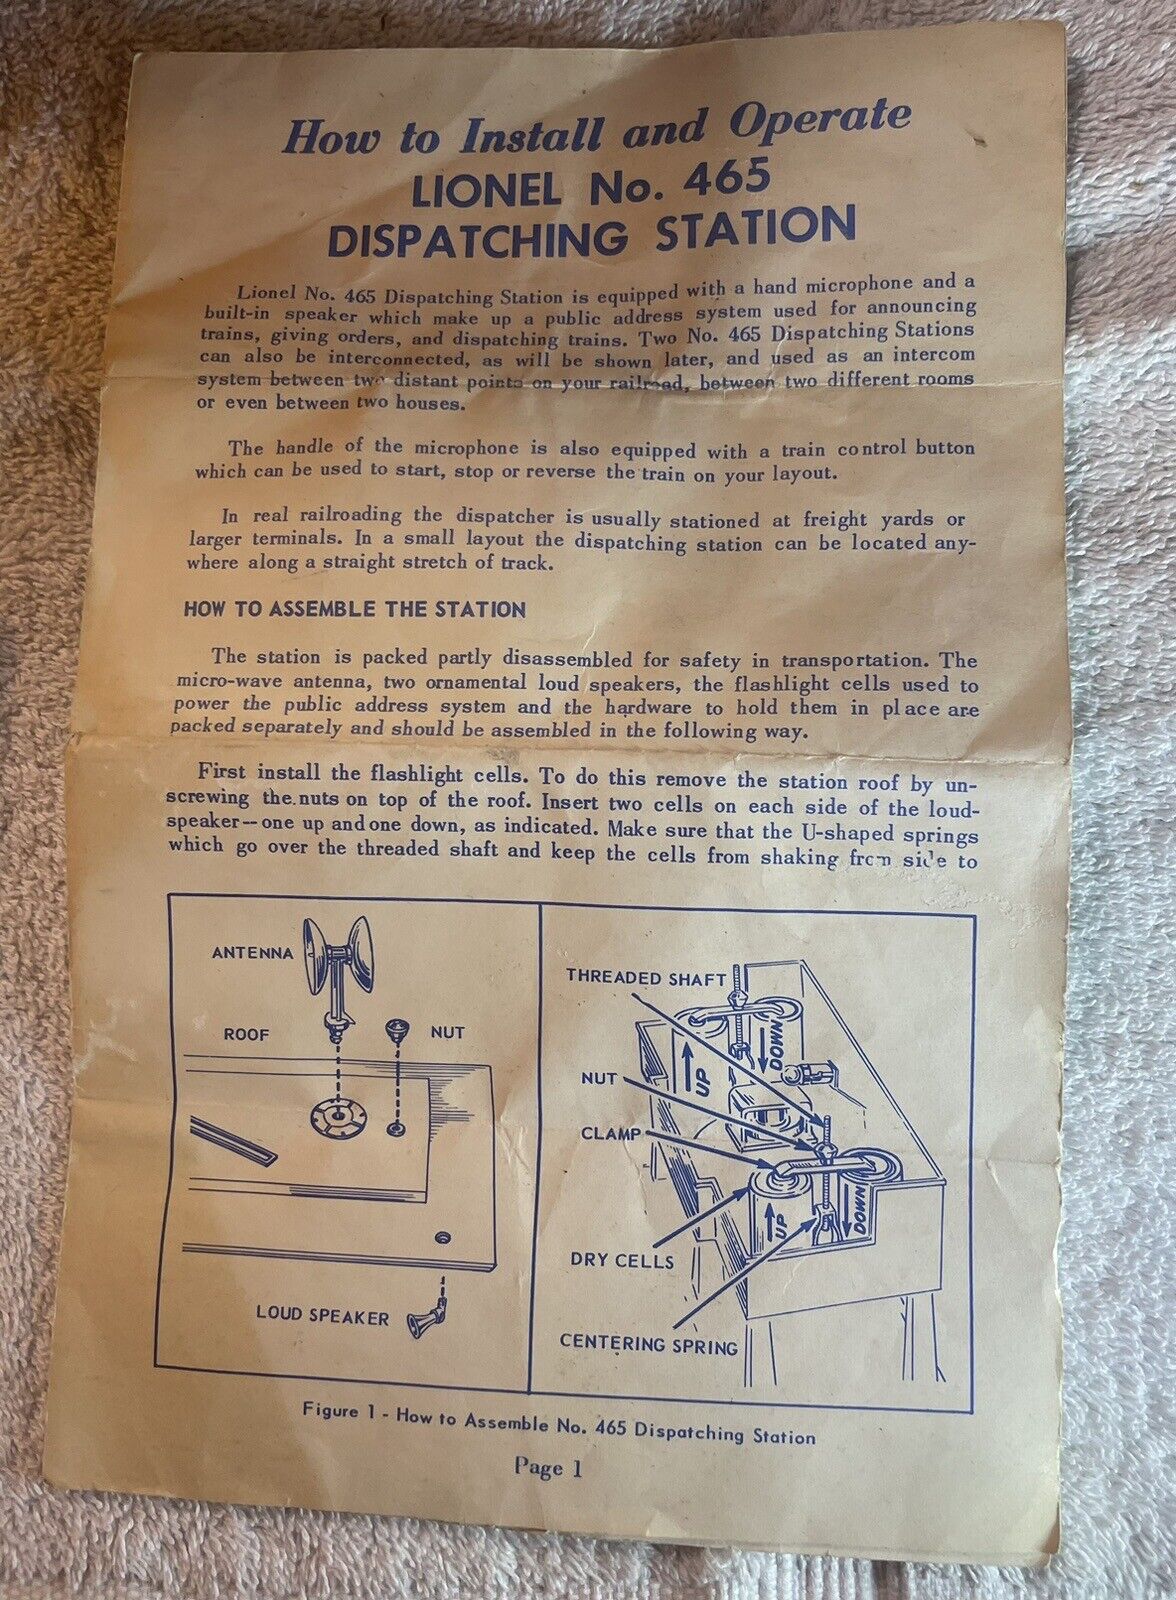 How to Install and Operate
LIONEL No. 465
DISPATCHING STATION
Lionel No. 465 Dispatching Station is equipped with a hand microphone and a
built-in speaker which make up a public address system used for announcing
trains, giving orders, and dispatching trains. Two No. 465 Dispatching Stations
can also be interconnected, as will be shown later, and used as an intercom
system between two distant points on your railroad, between two different rooms
or even between two houses.
The handle of the microphone is also equipped with a train control button
which can be used to start, stop or reverse the train on your layout.
In real railroading the dispatcher is usually stationed at freight yards or
larger terminals. In a small layout the dispatching station can be located any-
where along a straight stretch of track.
HOW TO ASSEMBLE THE STATION
The station is packed partly disassembled for safety in transportation. The
micro-wave antenna, two ornamental loud speakers, the flashlight cells used to
power the public address system and the hardware to hold them in place are
packed separately and should be assembled in the following way.
First install the flashlight cells. To do this remove the station roof by un-
screwing the nuts on top of the roof. Insert two cells on each side of the loud-
speaker--one up and one down, as indicated. Make sure that the U-shaped springs
which go over the threaded shaft and keep the cells from shaking from side to
ANTENNA
ROOF
NUT
LOUD SPEAKER
THREADED SHAFT
DOWN
UP
NUT
CLAMP
DOWN
UP
DRY CELLS
CENTERING SPRING
Figure 1 - How to Assemble No. 465 Dispatching Station
Page 1